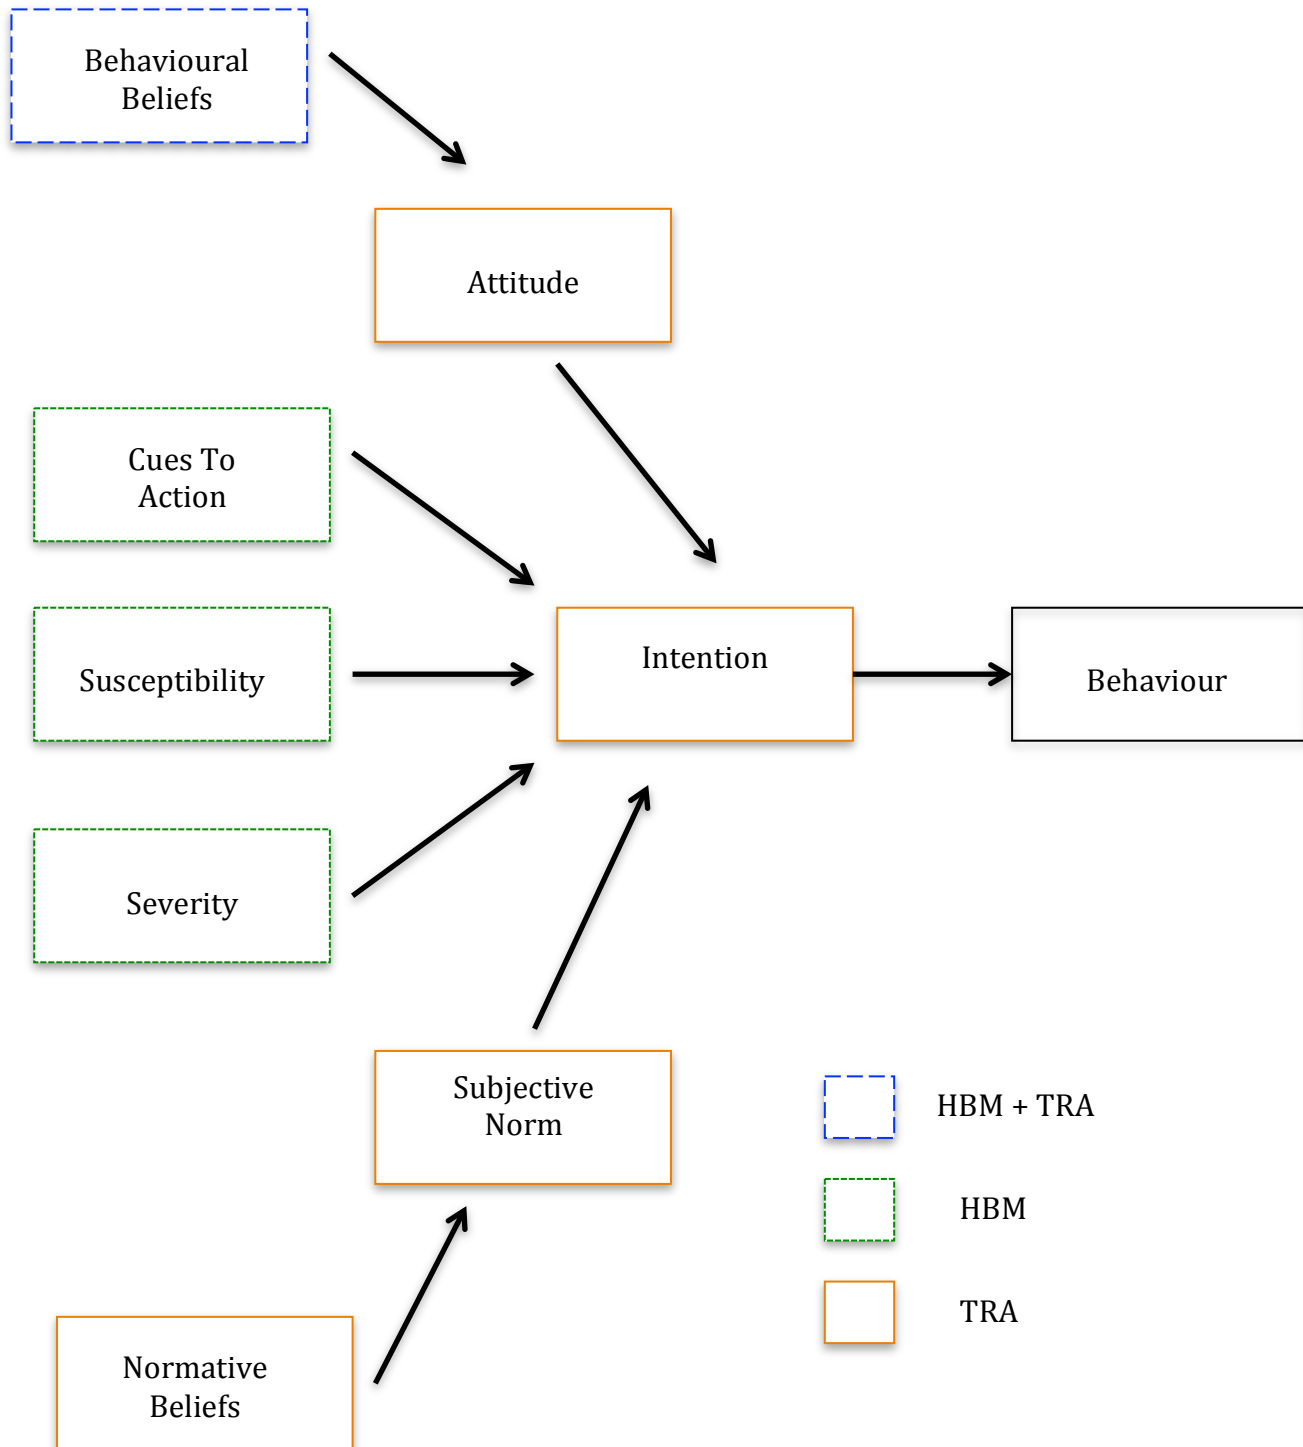 Behavioural
Beliefs
Attitude
Cues To
Action
Susceptibility
Intention
Behaviour
Severity
Subjective
Norm
HBM + TRA
HBM
TRA
Normative
Beliefs